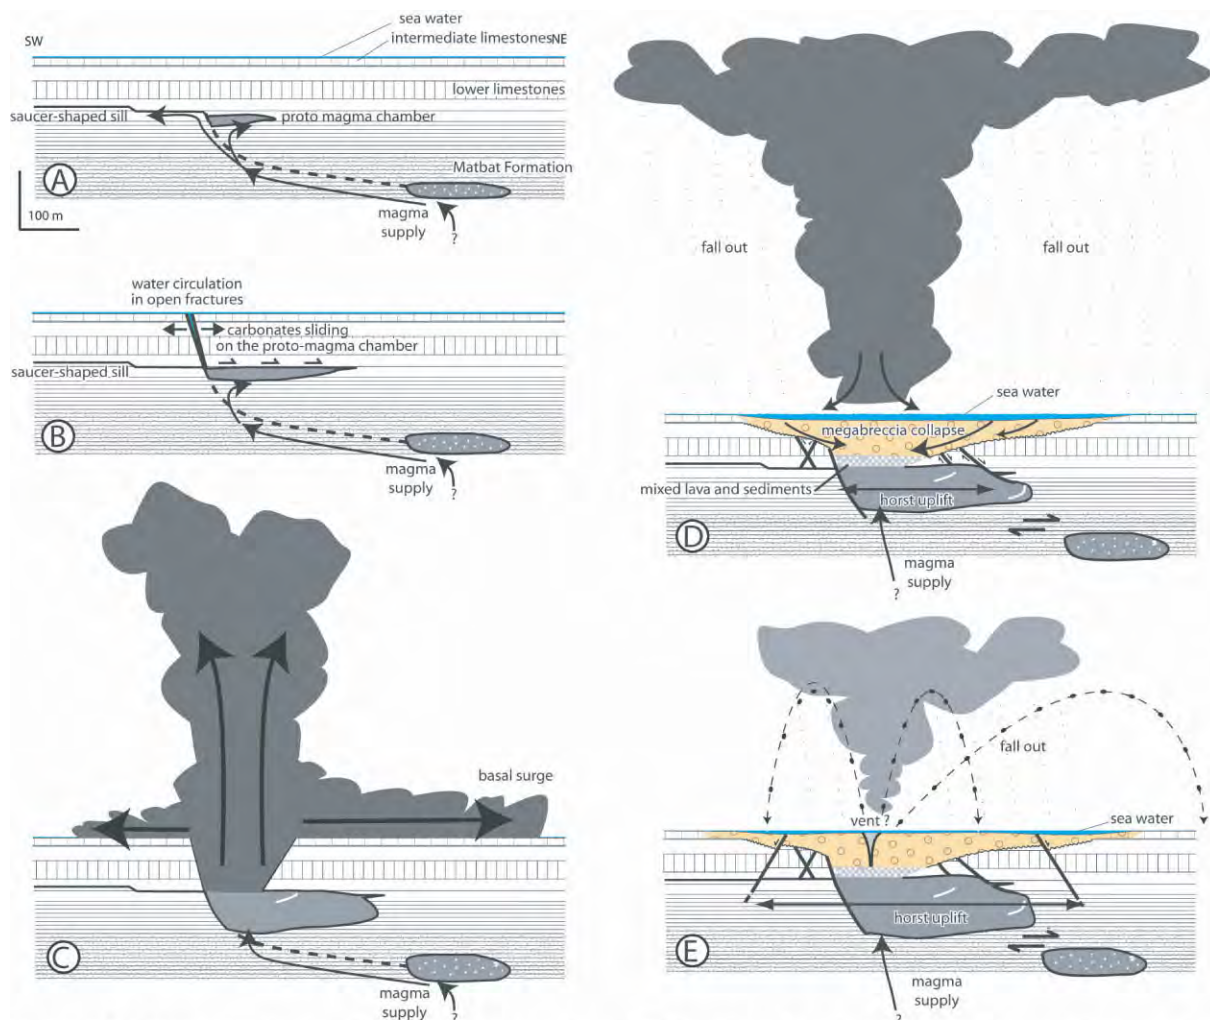 SW
sea water
intermediate limestones NE
lower limestones
saucer-shaped sill
proto magma chamber
Matbat Formation
A
100 m
magma
supply
?
water circulation
in open fractures
carbonates sliding
on the proto-magma chamber
saucer-shaped sill
B
magma
supply
?
basal surge
C
magma
supply
?
fall out
fall out
sea water
megabreccia collapse
mixed lava and sediments
horst uplift
D
magma
supply
?
fall out
vent ?
sea water
horst uplift
E
magma
supply
?